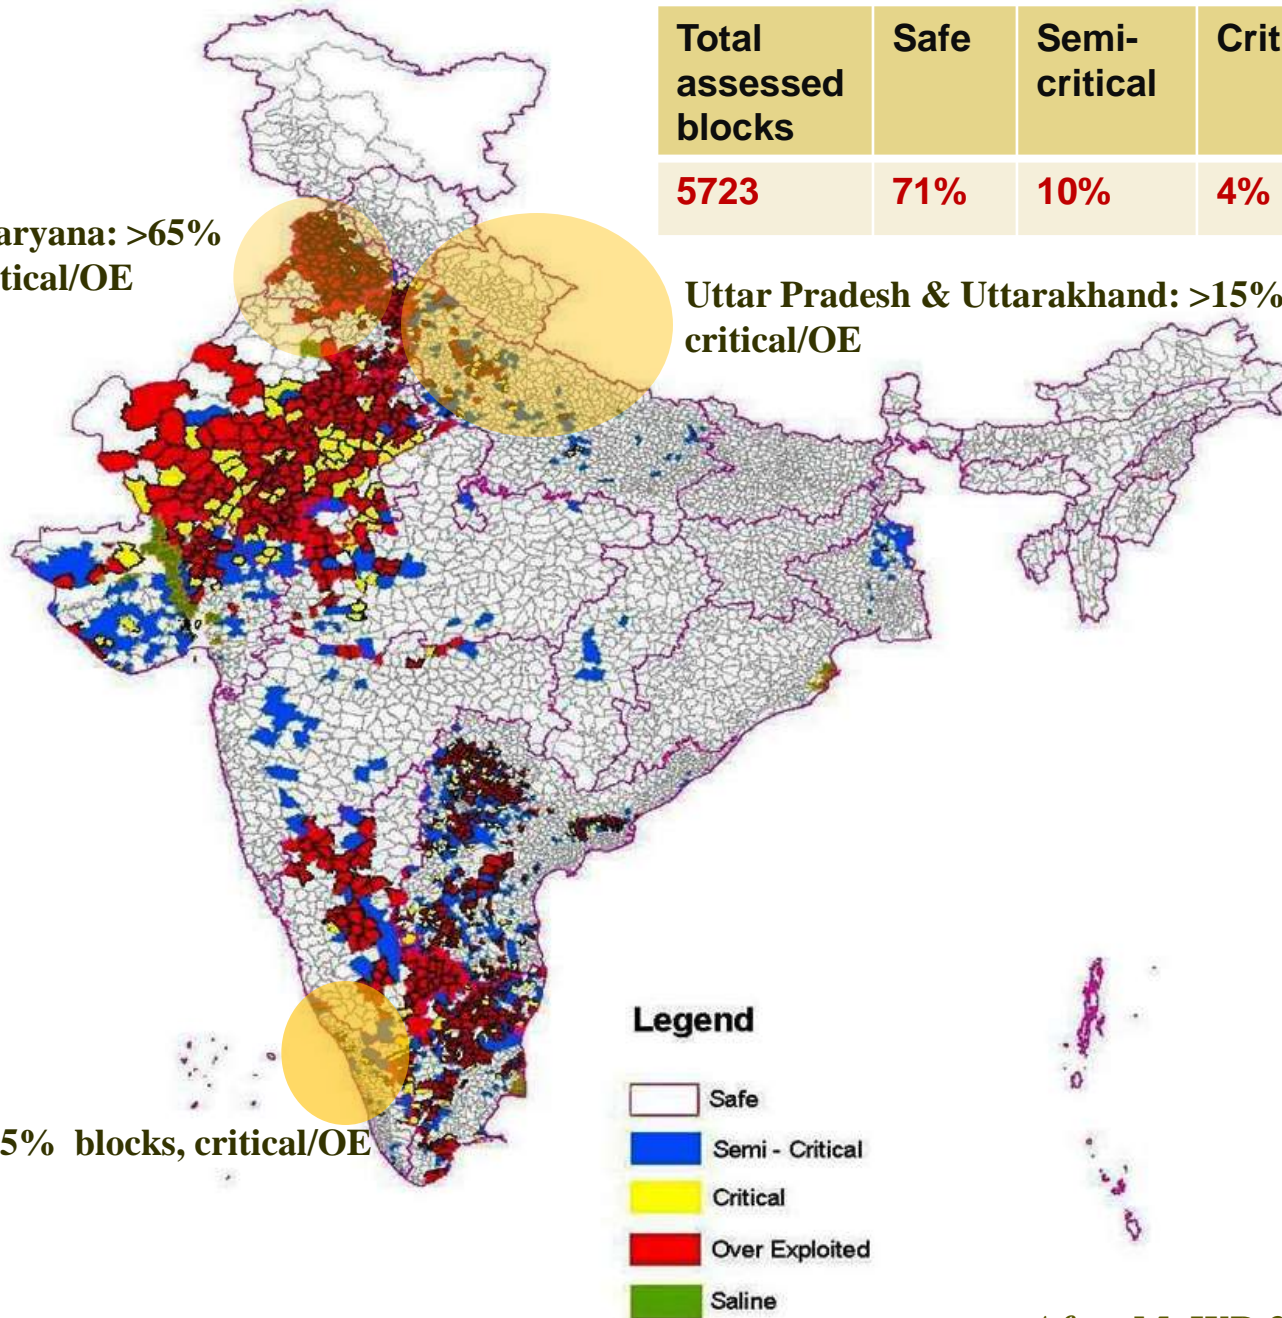 Total assessed blocks Safe Semi-critical Crit
5723 71% 10% 4%
aryana: >65%
tical/OE
Uttar Pradesh & Uttarakhand: >15%
critical/OE
5% blocks, critical/OE
Legend
Safe
Semi - Critical
Critical
Over Exploited
Saline